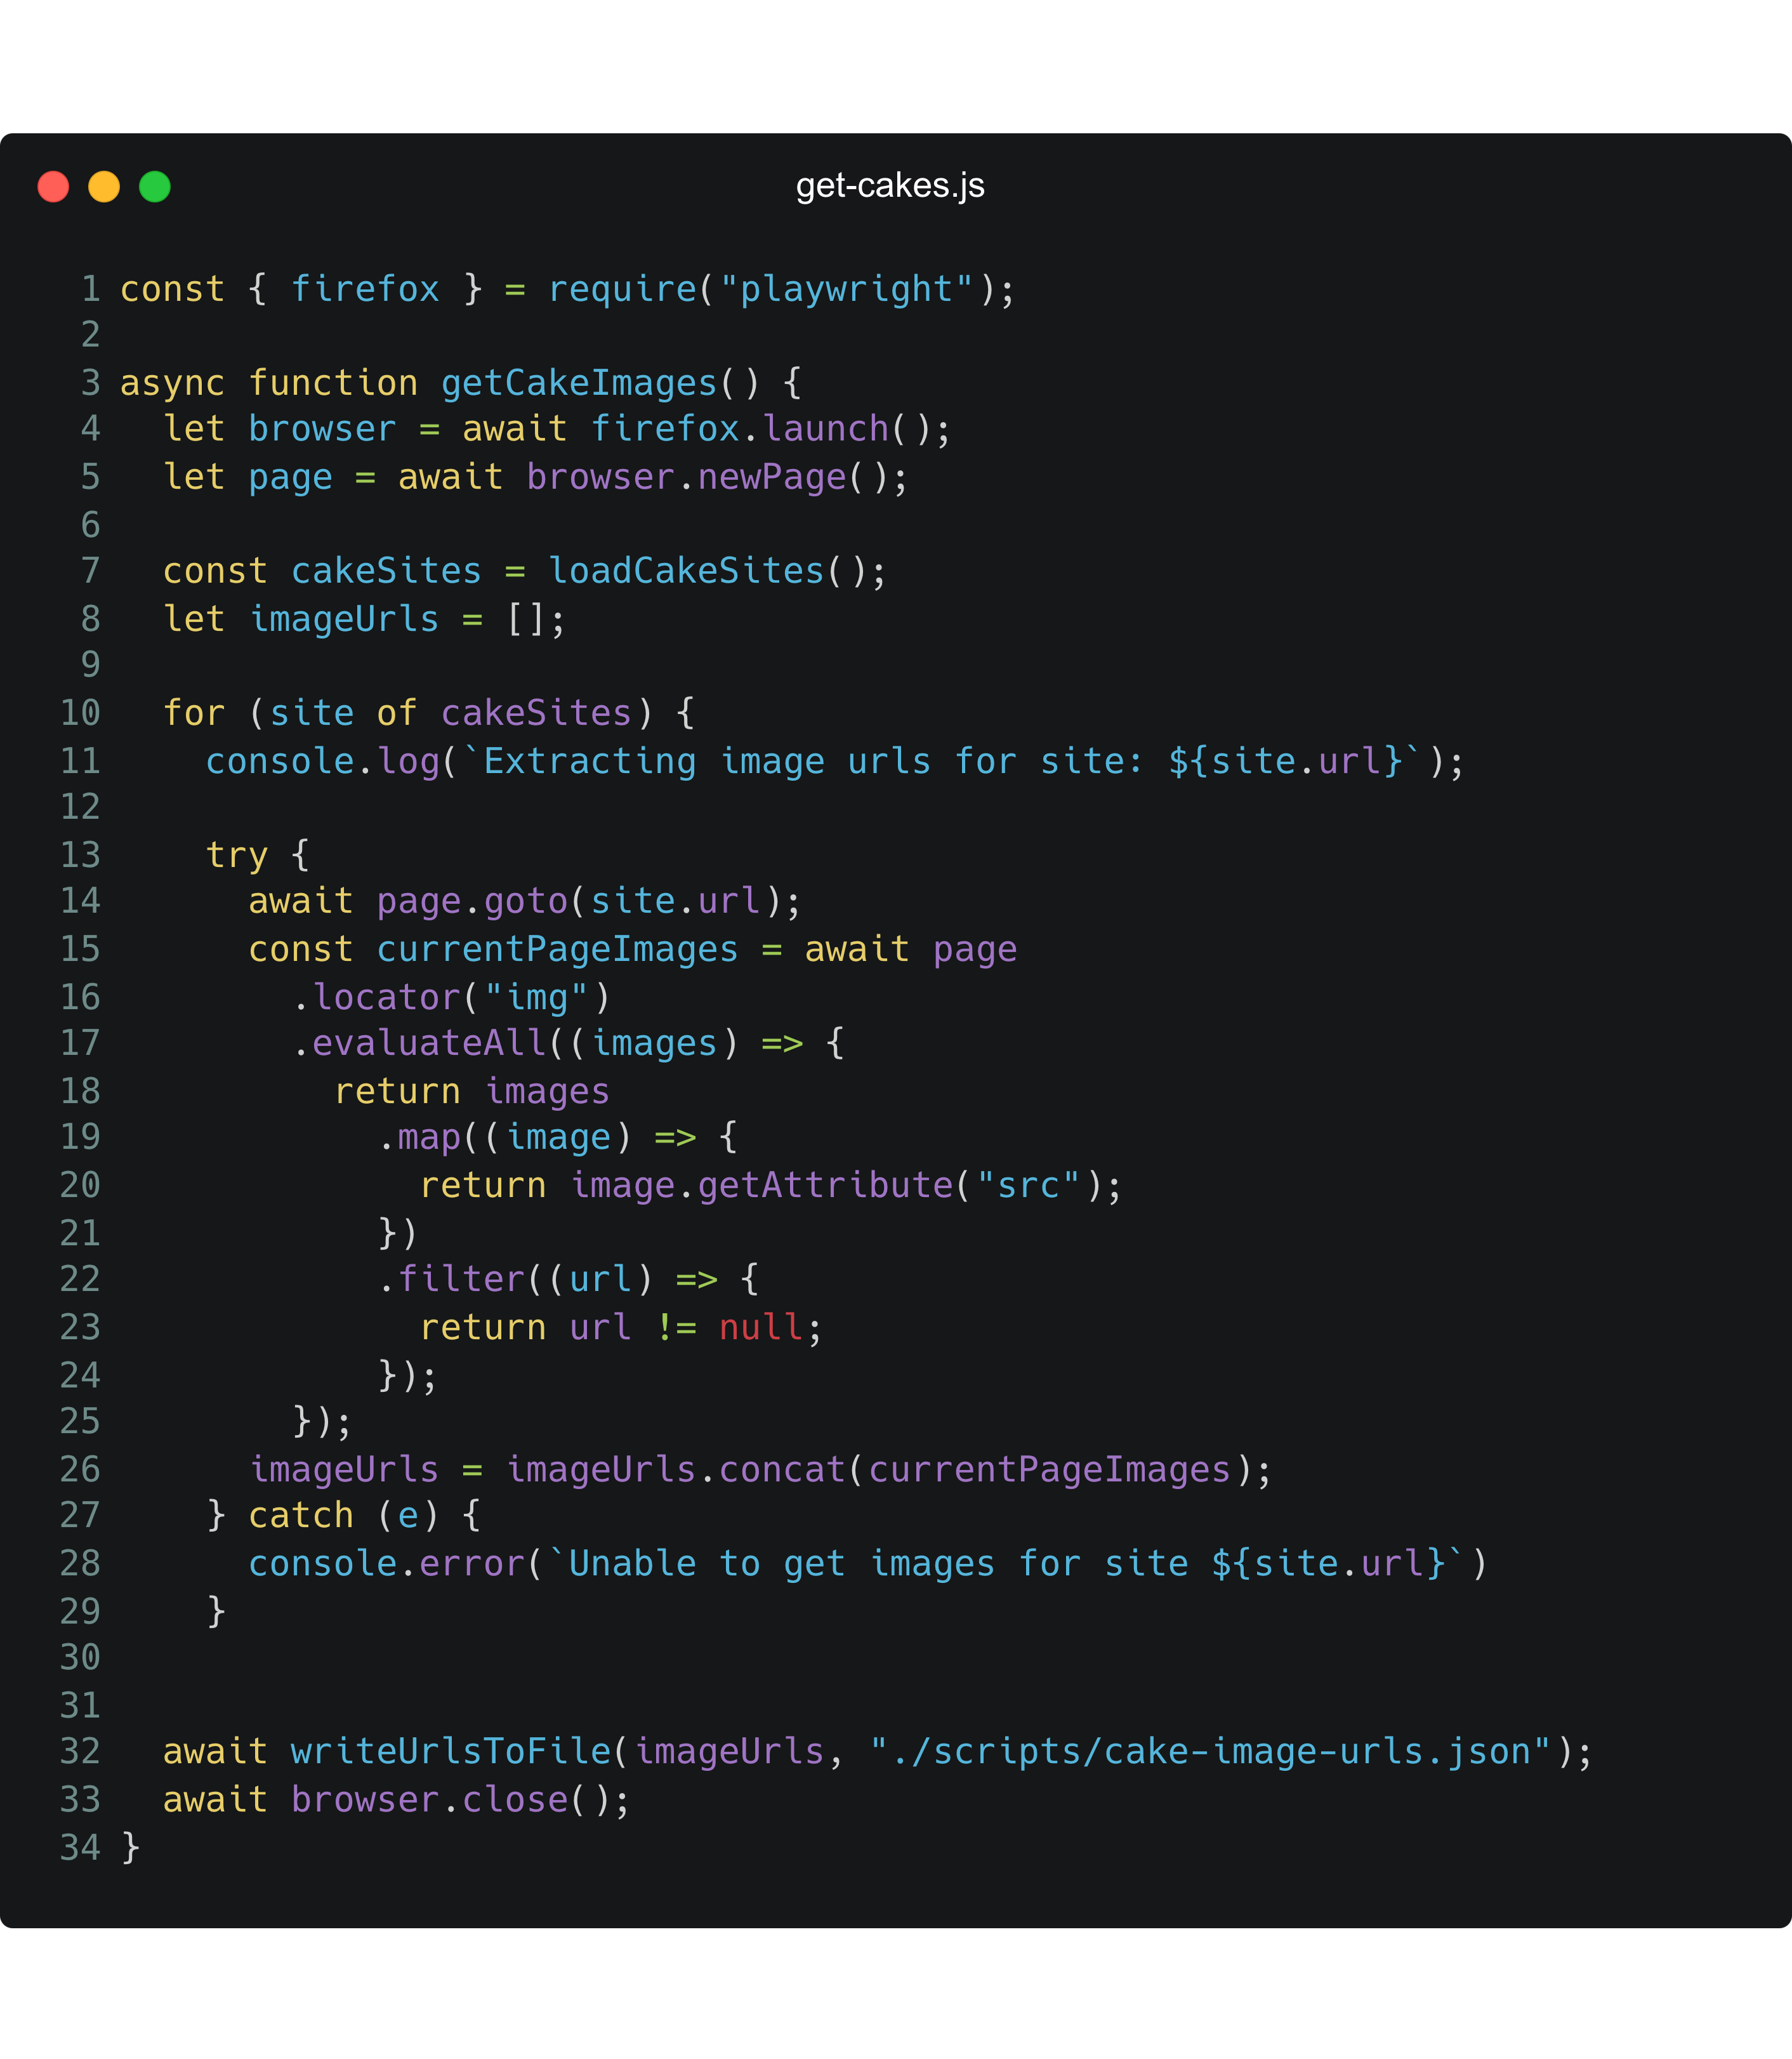 get-cakes.js
1 const { firefox } = require("playwright");
2
3 async function getCakeImages() {
4   let browser = await firefox.launch();
5   let page = await browser.newPage();
6
7   const cakeSites = loadCakeSites();
8   let imageUrls = [];
9
10   for (site of cakeSites) {
11     console.log(`Extracting image urls for site: ${site.url}`);
12
13     try {
14       await page.goto(site.url);
15       const currentPageImages = await page
16         .locator("img")
17         .evaluateAll((images) => {
18           return images
19             .map((image) => {
20               return image.getAttribute("src");
21             })
22             .filter((url) => {
23               return url != null;
24             });
25         });
26       imageUrls = imageUrls.concat(currentPageImages);
27     } catch (e) {
28       console.error(`Unable to get images for site ${site.url}`)
29     }
30
31
32   await writeUrlsToFile(imageUrls, "./scripts/cake-image-urls.json");
33   await browser.close();
34 }